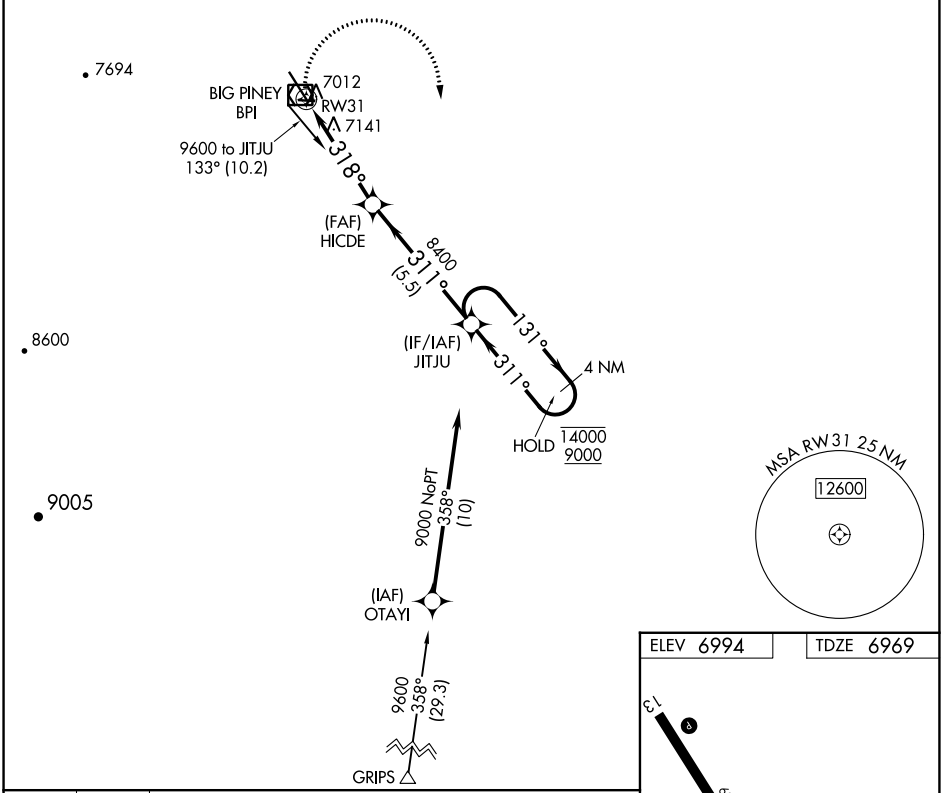 7694
BIG PINEY
BPI
7012
RW31
7141
9600 to JITJU
133° (10.2)
318°
(FAF)
HICDE
8400
311°
(5.5)
(IF/IAF)
JITJU
131°
311°
4 NM
HOLD
14000
9000
8600
9005
9000 NoPT
358°
(10)
(IAF)
OTAYI
9600
358°
(29.3)
GRIPS
MSA RW31 25 NM
12600
ELEV 6994
TDZE 6969
13
P